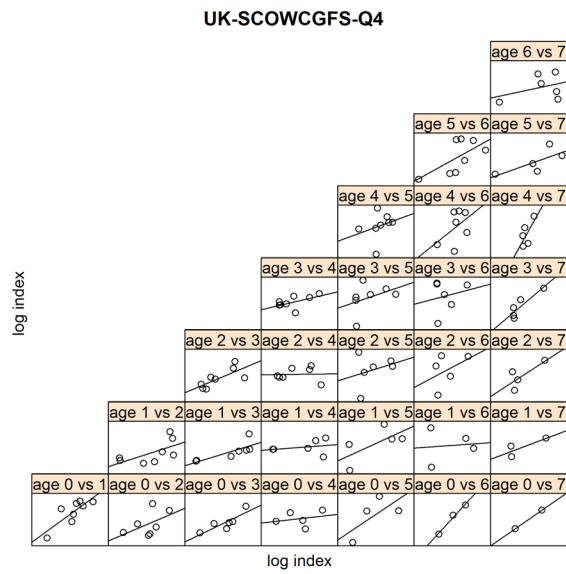 UK-SCOWCGFS-Q4
age 6 vs 7
age 5 vs 6 age 5 vs 7
age 4 vs 5 age 4 vs 6 age 4 vs 7
age 3 vs 4 age 3 vs 5 age 3 vs 6 age 3 vs 7
age 2 vs 3 age 2 vs 4 age 2 vs 5 age 2 vs 6 age 2 vs 7
age 1 vs 2 age 1 vs 3 age 1 vs 4 age 1 vs 5 age 1 vs 6 age 1 vs 7
age 0 vs 1 age 0 vs 2 age 0 vs 3 age 0 vs 4 age 0 vs 5 age 0 vs 6 age 0 vs 7
log index
log index